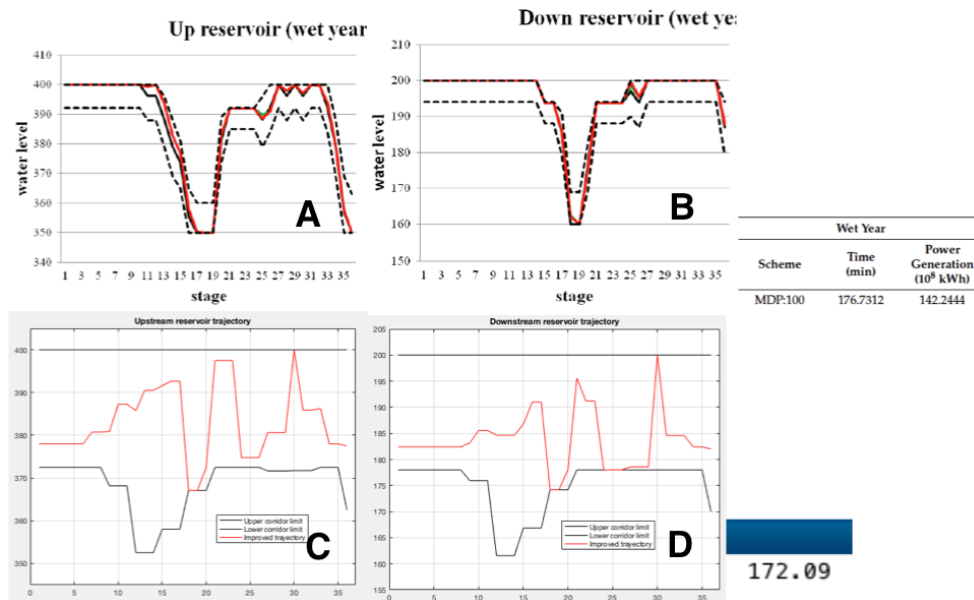 Up reservoir (wet year
water level
410
400
390
380
370
360
350
340
1 3 5 7 9 11 13 15 17 19 21 23 25 27 29 31 33 35
stage
A
Down reservoir (wet yea
water level
210
200
190
180
170
160
150
1 3 5 7 9 11 13 15 17 19 21 23 25 27 29 31 33 35
stage
B
Wet Year
Scheme Time (min) Power Generation (10⁸ kWh)
MDP:100 176.7312 142.2444
Upstream reservoir trajectory
400
390
380
370
360
350
0 5 10 15 20 25 30 35
Upper corridor limit
Lower corridor limit
Improved trajectory
C
Downstream reservoir trajectory
205
200
195
190
185
180
175
170
165
160
155
0 5 10 15 20 25 30 35
Upper corridor limit
Lower corridor limit
Improved trajectory
D
172.09